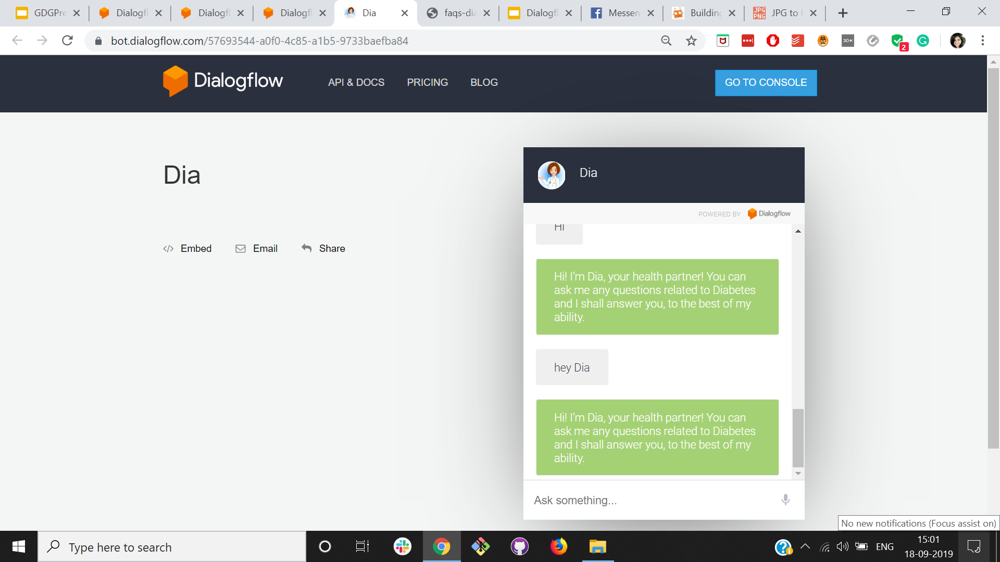 GDGPre
Dialogfl
Dialogfl
Dialogfl
Dia
faqs-dia
Dialogfl
Messen
Building
JPG to
bot.dialogflow.com/57693544-a0f0-4c85-a1b5-9733baefba84
30+K
2
Dialogflow
API & DOCS
PRICING
BLOG
GO TO CONSOLE
Dia
Embed
Email
Share
Dia
POWERED BY Dialogflow
Hi
Hi! I’m Dia, your health partner! You can
ask me any questions related to Diabetes
and I shall answer you, to the best of my
ability.
hey Dia
Hi! I’m Dia, your health partner! You can
ask me any questions related to Diabetes
and I shall answer you, to the best of my
ability.
Ask something...
No new notifications (Focus assist on)
Type here to search
ENG
15:01
18-09-2019